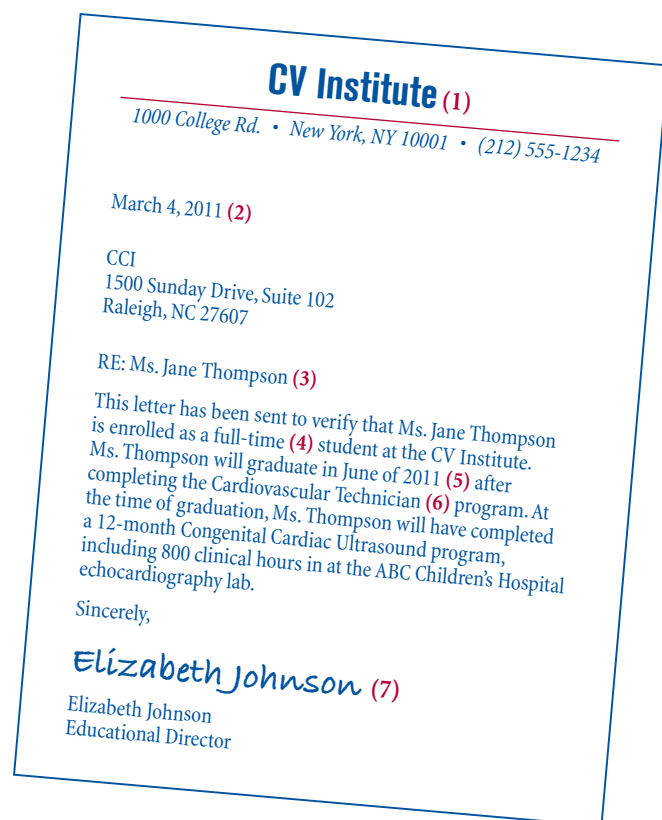 CV Institute (1)
1000 College Rd. • New York, NY 10001 • (212) 555-1234
March 4, 2011 (2)
CCI
1500 Sunday Drive, Suite 102
Raleigh, NC 27607
RE: Ms. Jane Thompson (3)
This letter has been sent to verify that Ms. Jane Thompson
is enrolled as a full-time (4) student at the CV Institute.
Ms. Thompson will graduate in June of 2011 (5) after
completing the Cardiovascular Technician (6) program. At
the time of graduation, Ms. Thompson will have completed
a 12-month Congenital Cardiac Ultrasound program,
including 800 clinical hours in at the ABC Children's Hospital
echocardiography lab.
Sincerely,
Elizabeth Johnson (7)
Elizabeth Johnson
Educational Director